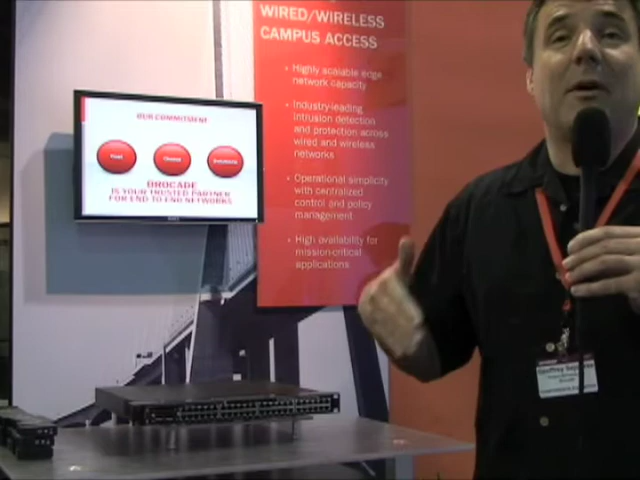 WIRED/WIRELESS
CAMPUS ACCESS
• Highly scalable edge
network capacity
• Industry-leading
intrusion detection
and protection across
wired and wireless
networks
• Operational simplicity
with centralized
control and policy
management
• High availability for
mission-critical
applications
OUR COMMITMENT
BROCADE
IS YOUR TRUSTED PARTNER
FOR END TO END NETWORKS
Geoffrey